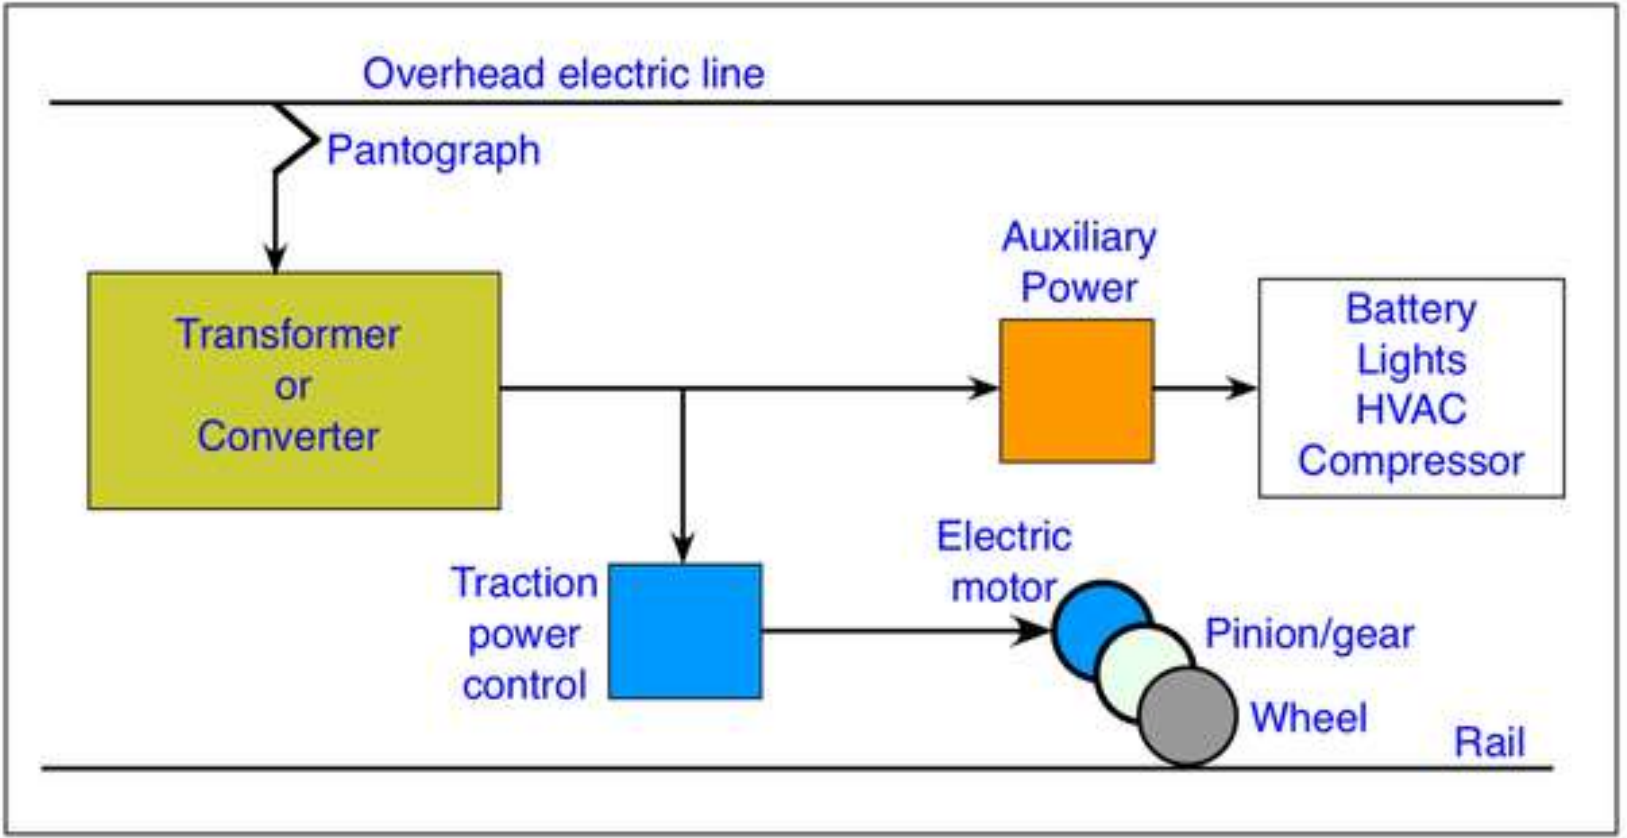 Overhead electric line
Pantograph
Auxiliary
Power
Transformer
or
Converter
Battery
Lights
HVAC
Compressor
Traction
power
control
Electric
motor
Pinion/gear
Wheel
Rail